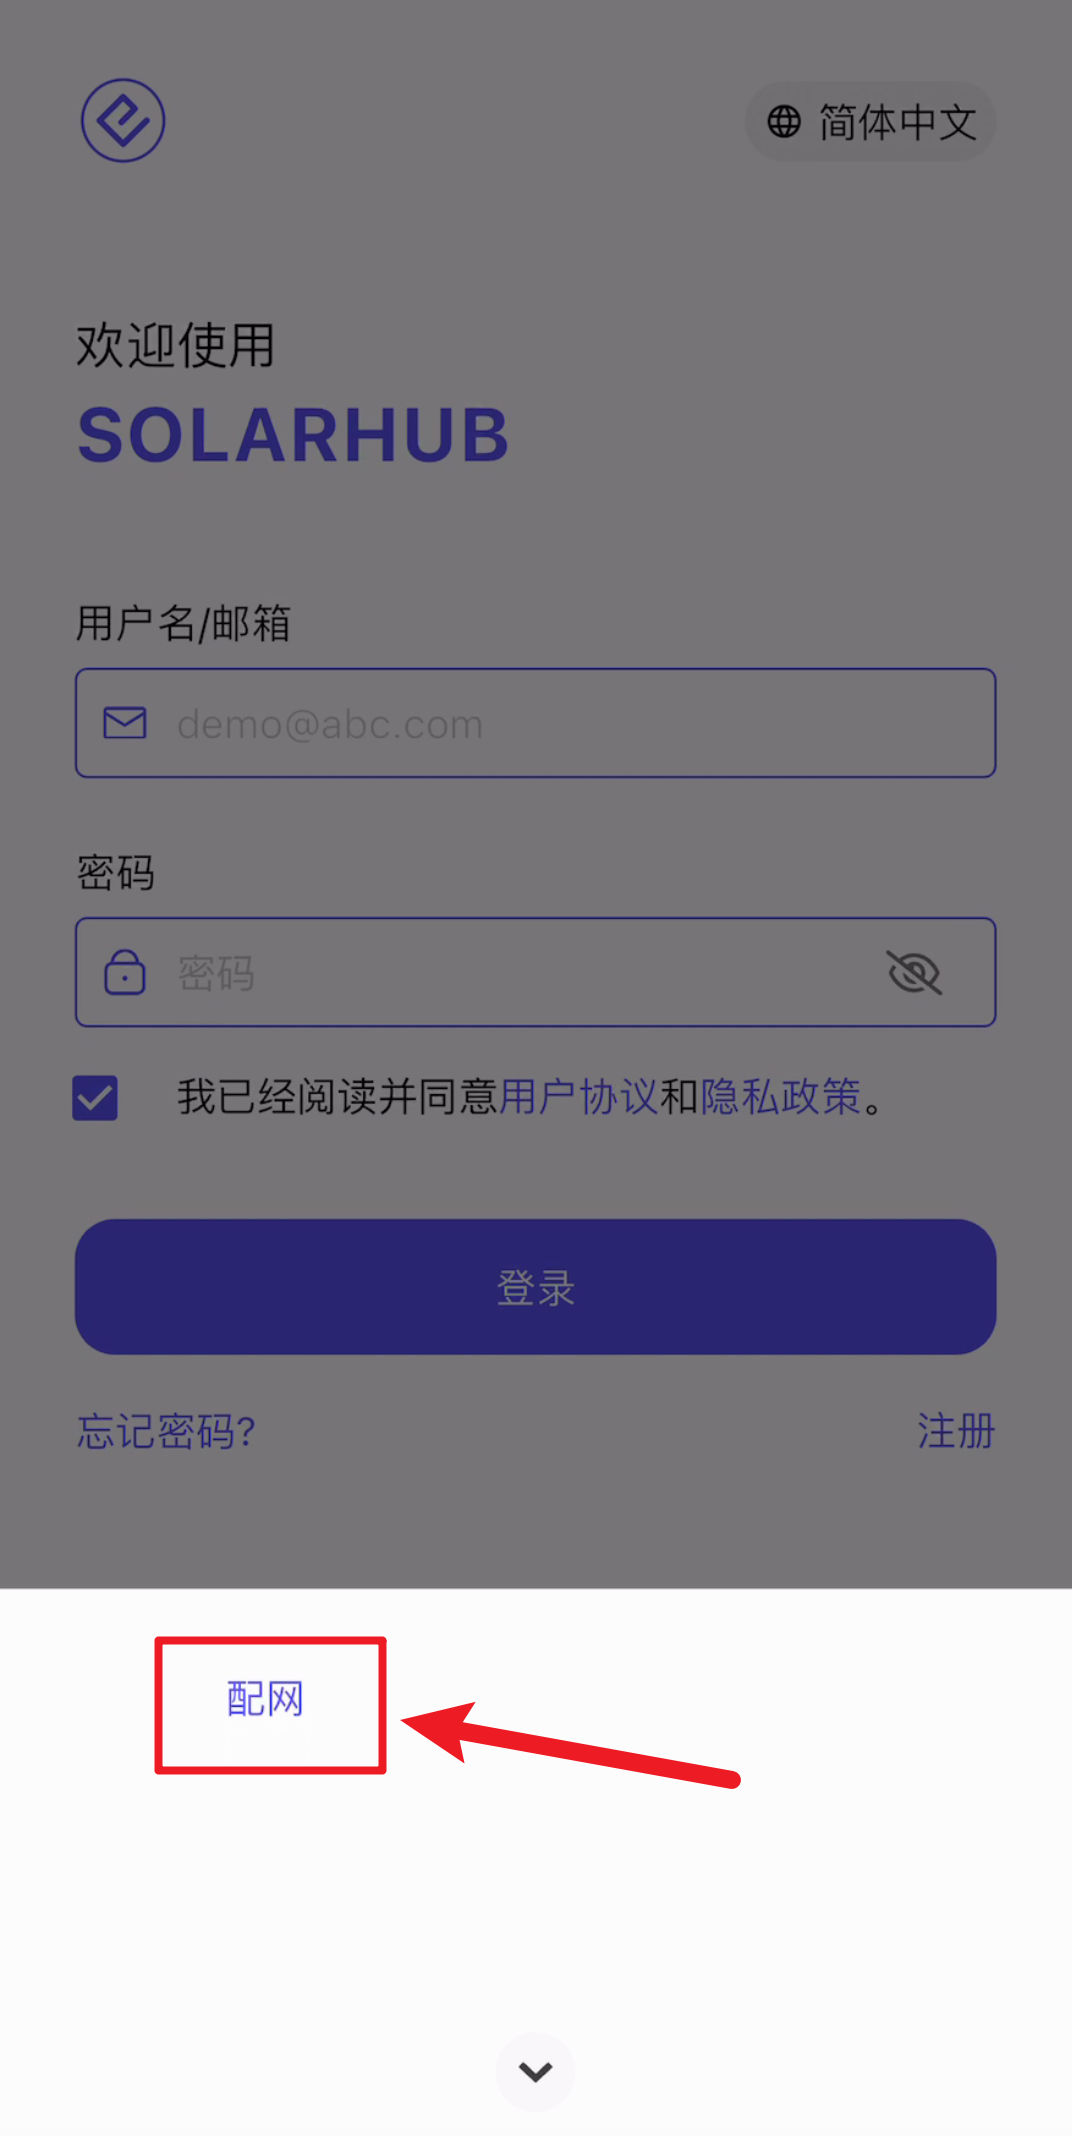 简体中文
欢迎使用
SOLARHUB
用户名/邮箱
demo@abc.com
密码
密码
我已经阅读并同意用户协议和隐私政策。
登录
忘记密码?
注册
配网